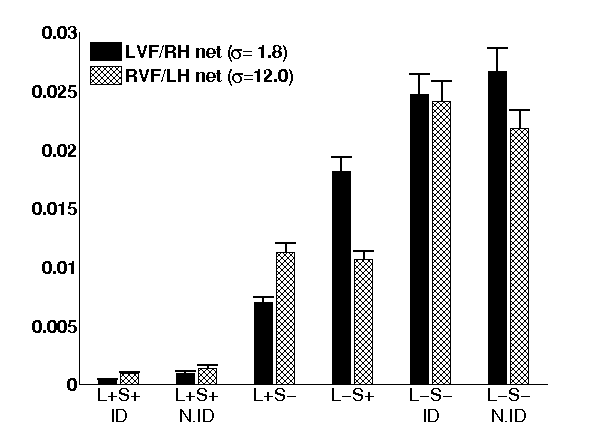 0.03
LVF/RH net (σ= 1.8)
RVF/LH net (σ=12.0)
0.025
0.02
0.015
0.01
0.005
0
L+S+ L+S+ L+S− L−S+ L−S− L−S−
ID N.ID ID N.ID